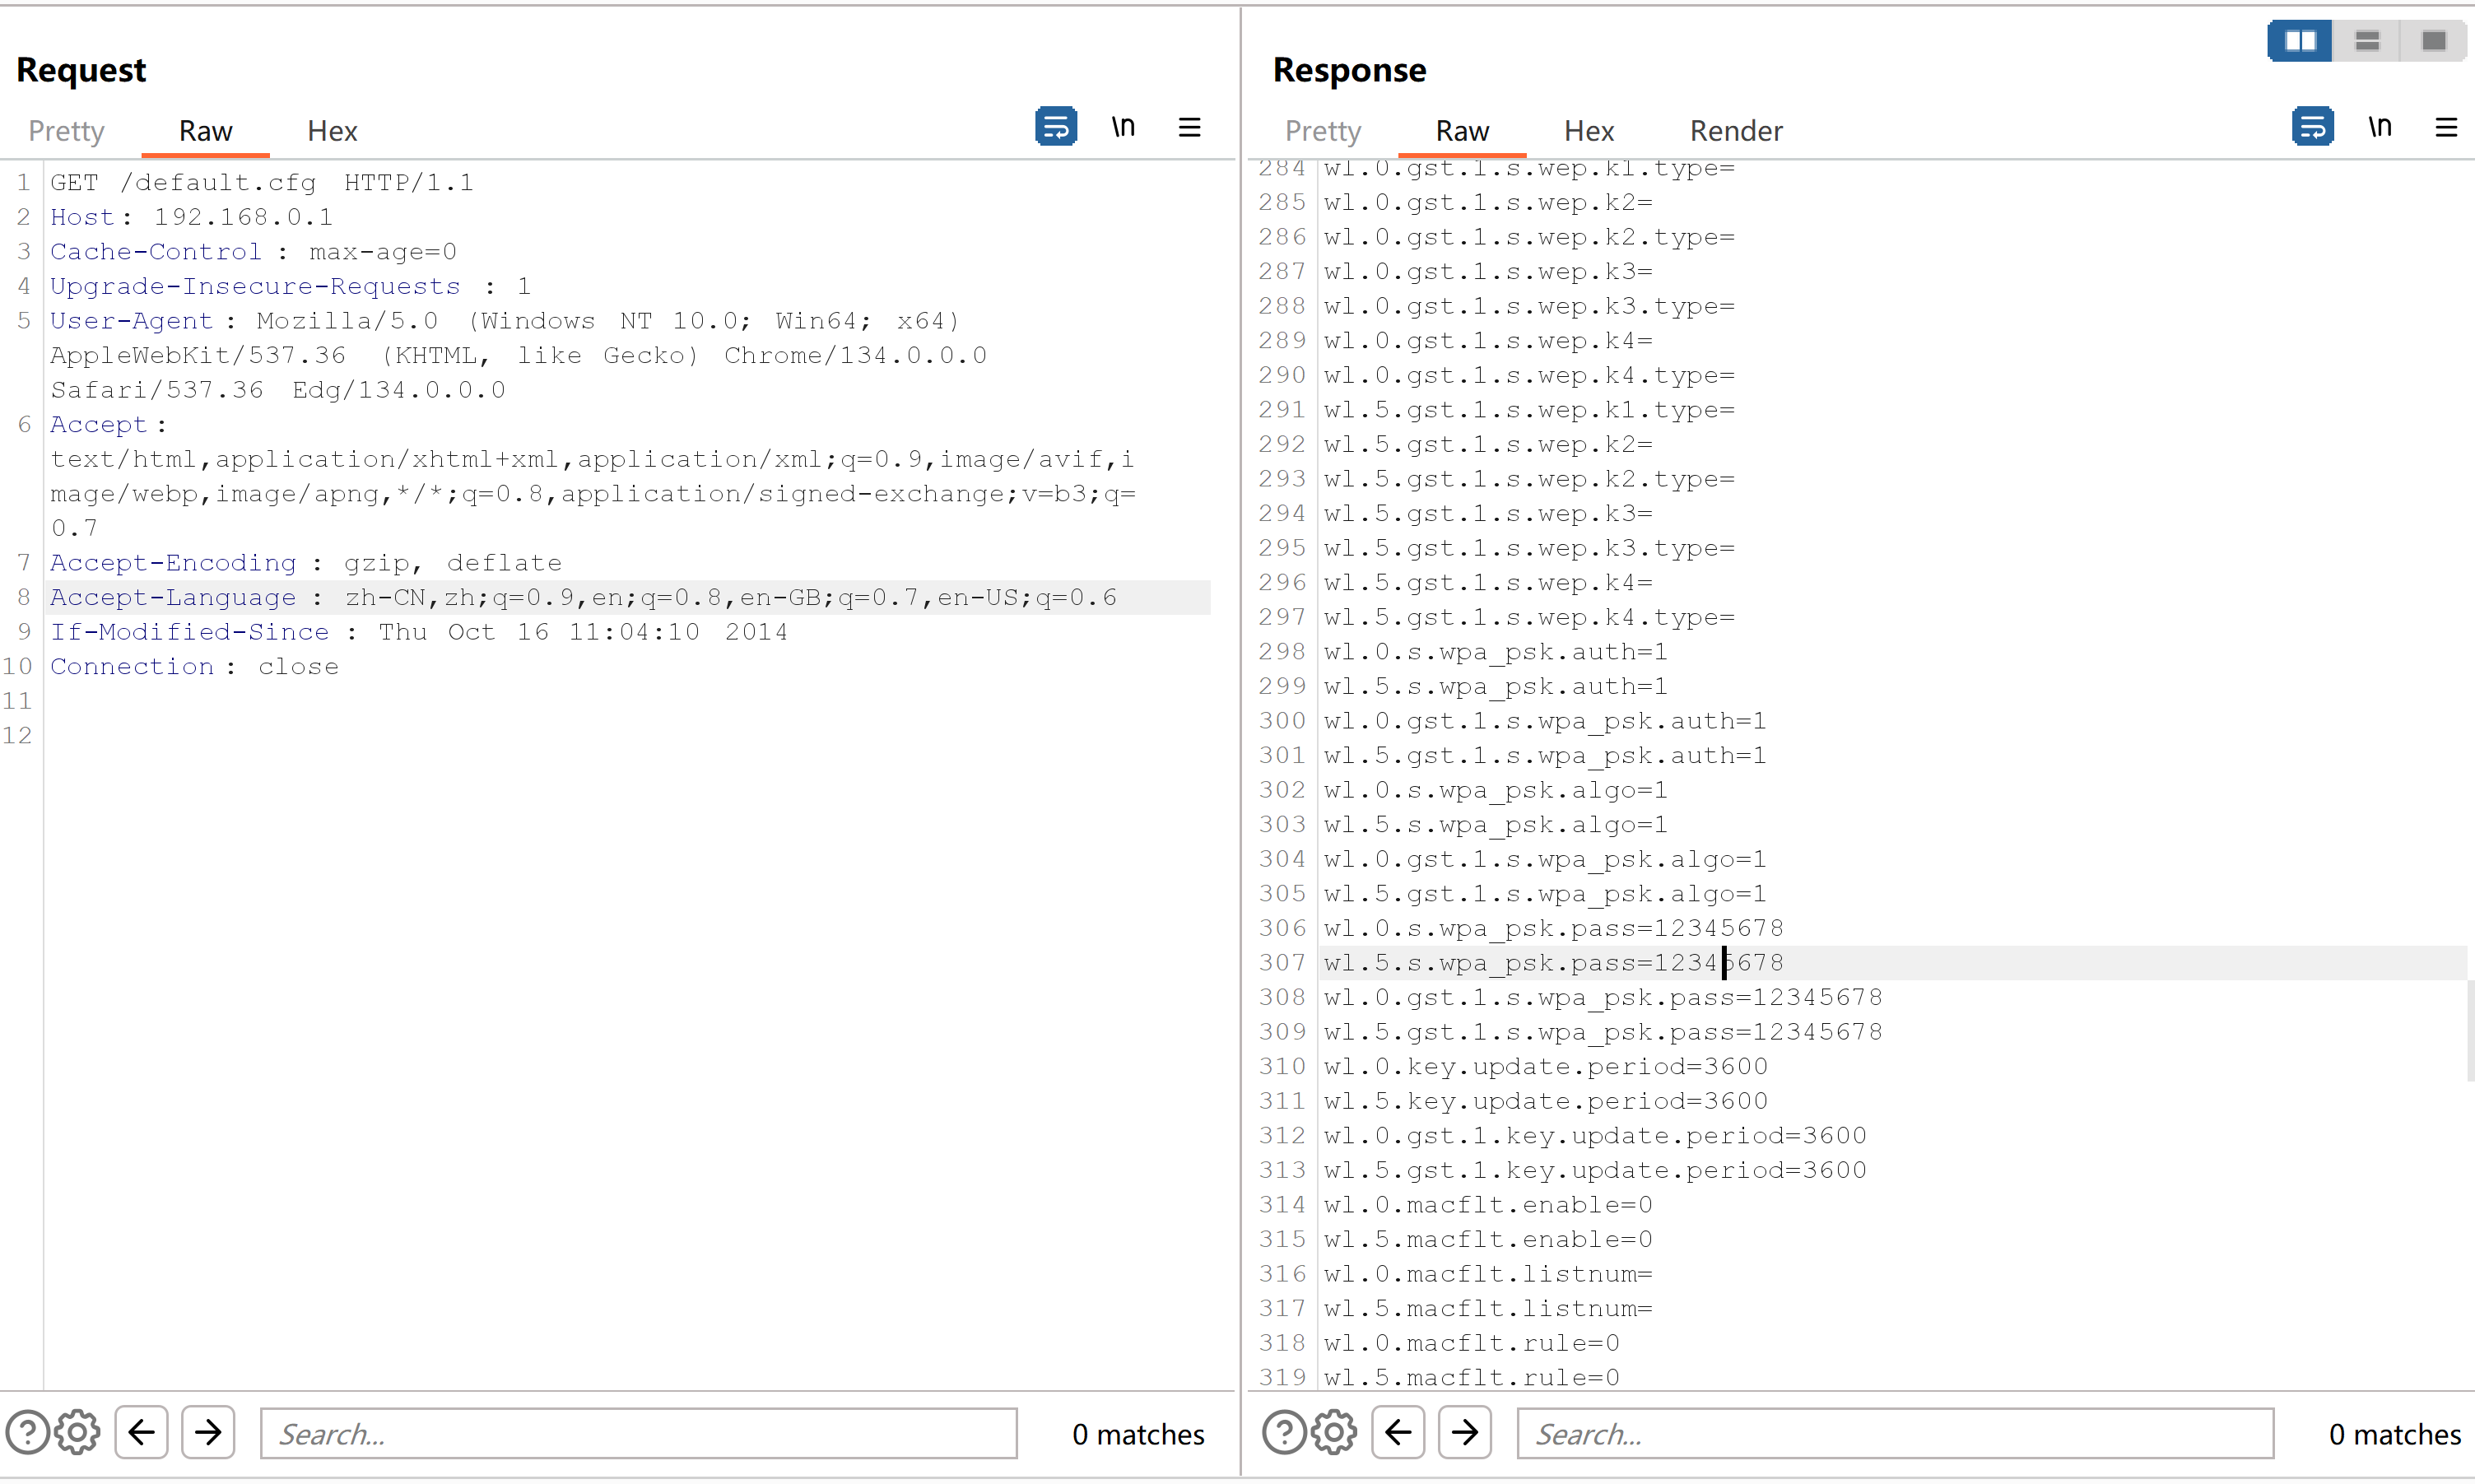 Request
Pretty Raw Hex
\n
1 GET /default.cfg HTTP/1.1
2 Host: 192.168.0.1
3 Cache-Control : max-age=0
4 Upgrade-Insecure-Requests : 1
5 User-Agent : Mozilla/5.0 (Windows NT 10.0; Win64; x64)
AppleWebKit/537.36 (KHTML, like Gecko) Chrome/134.0.0.0
Safari/537.36 Edg/134.0.0.0
6 Accept :
text/html,application/xhtml+xml,application/xml;q=0.9,image/avif,i
mage/webp,image/apng,*/*;q=0.8,application/signed-exchange;v=b3;q=
0.7
7 Accept-Encoding : gzip, deflate
8 Accept-Language : zh-CN,zh;q=0.9,en;q=0.8,en-GB;q=0.7,en-US;q=0.6
9 If-Modified-Since : Thu Oct 16 11:04:10 2014
10 Connection : close
11
12
Search...
0 matches
Response
Pretty Raw Hex Render
\n
284 wl.0.gst.1.s.wep.k1.type=
285 wl.0.gst.1.s.wep.k2=
286 wl.0.gst.1.s.wep.k2.type=
287 wl.0.gst.1.s.wep.k3=
288 wl.0.gst.1.s.wep.k3.type=
289 wl.0.gst.1.s.wep.k4=
290 wl.0.gst.1.s.wep.k4.type=
291 wl.5.gst.1.s.wep.k1.type=
292 wl.5.gst.1.s.wep.k2=
293 wl.5.gst.1.s.wep.k2.type=
294 wl.5.gst.1.s.wep.k3=
295 wl.5.gst.1.s.wep.k3.type=
296 wl.5.gst.1.s.wep.k4=
297 wl.5.gst.1.s.wep.k4.type=
298 wl.0.s.wpa_psk.auth=1
299 wl.5.s.wpa_psk.auth=1
300 wl.0.gst.1.s.wpa_psk.auth=1
301 wl.5.gst.1.s.wpa_psk.auth=1
302 wl.0.s.wpa_psk.algo=1
303 wl.5.s.wpa_psk.algo=1
304 wl.0.gst.1.s.wpa_psk.algo=1
305 wl.5.gst.1.s.wpa_psk.algo=1
306 wl.0.s.wpa_psk.pass=12345678
307 wl.5.s.wpa_psk.pass=12345678
308 wl.0.gst.1.s.wpa_psk.pass=12345678
309 wl.5.gst.1.s.wpa_psk.pass=12345678
310 wl.0.key.update.period=3600
311 wl.5.key.update.period=3600
312 wl.0.gst.1.key.update.period=3600
313 wl.5.gst.1.key.update.period=3600
314 wl.0.macflt.enable=0
315 wl.5.macflt.enable=0
316 wl.0.macflt.listnum=
317 wl.5.macflt.listnum=
318 wl.0.macflt.rule=0
319 wl.5.macflt.rule=0
Search...
0 matches